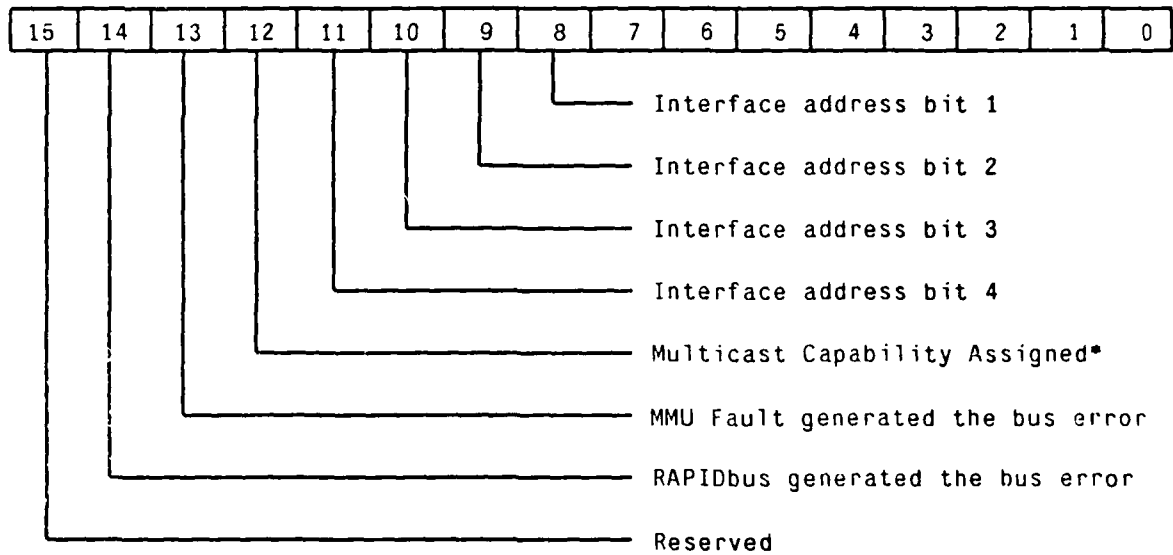 15 14 13 12 11 10 9 8 7 6 5 4 3 2 1 0
Interface address bit 1
Interface address bit 2
Interface address bit 3
Interface address bit 4
Multicast Capability Assigned*
MMU Fault generated the bus error
RAPIDbus generated the bus error
Reserved